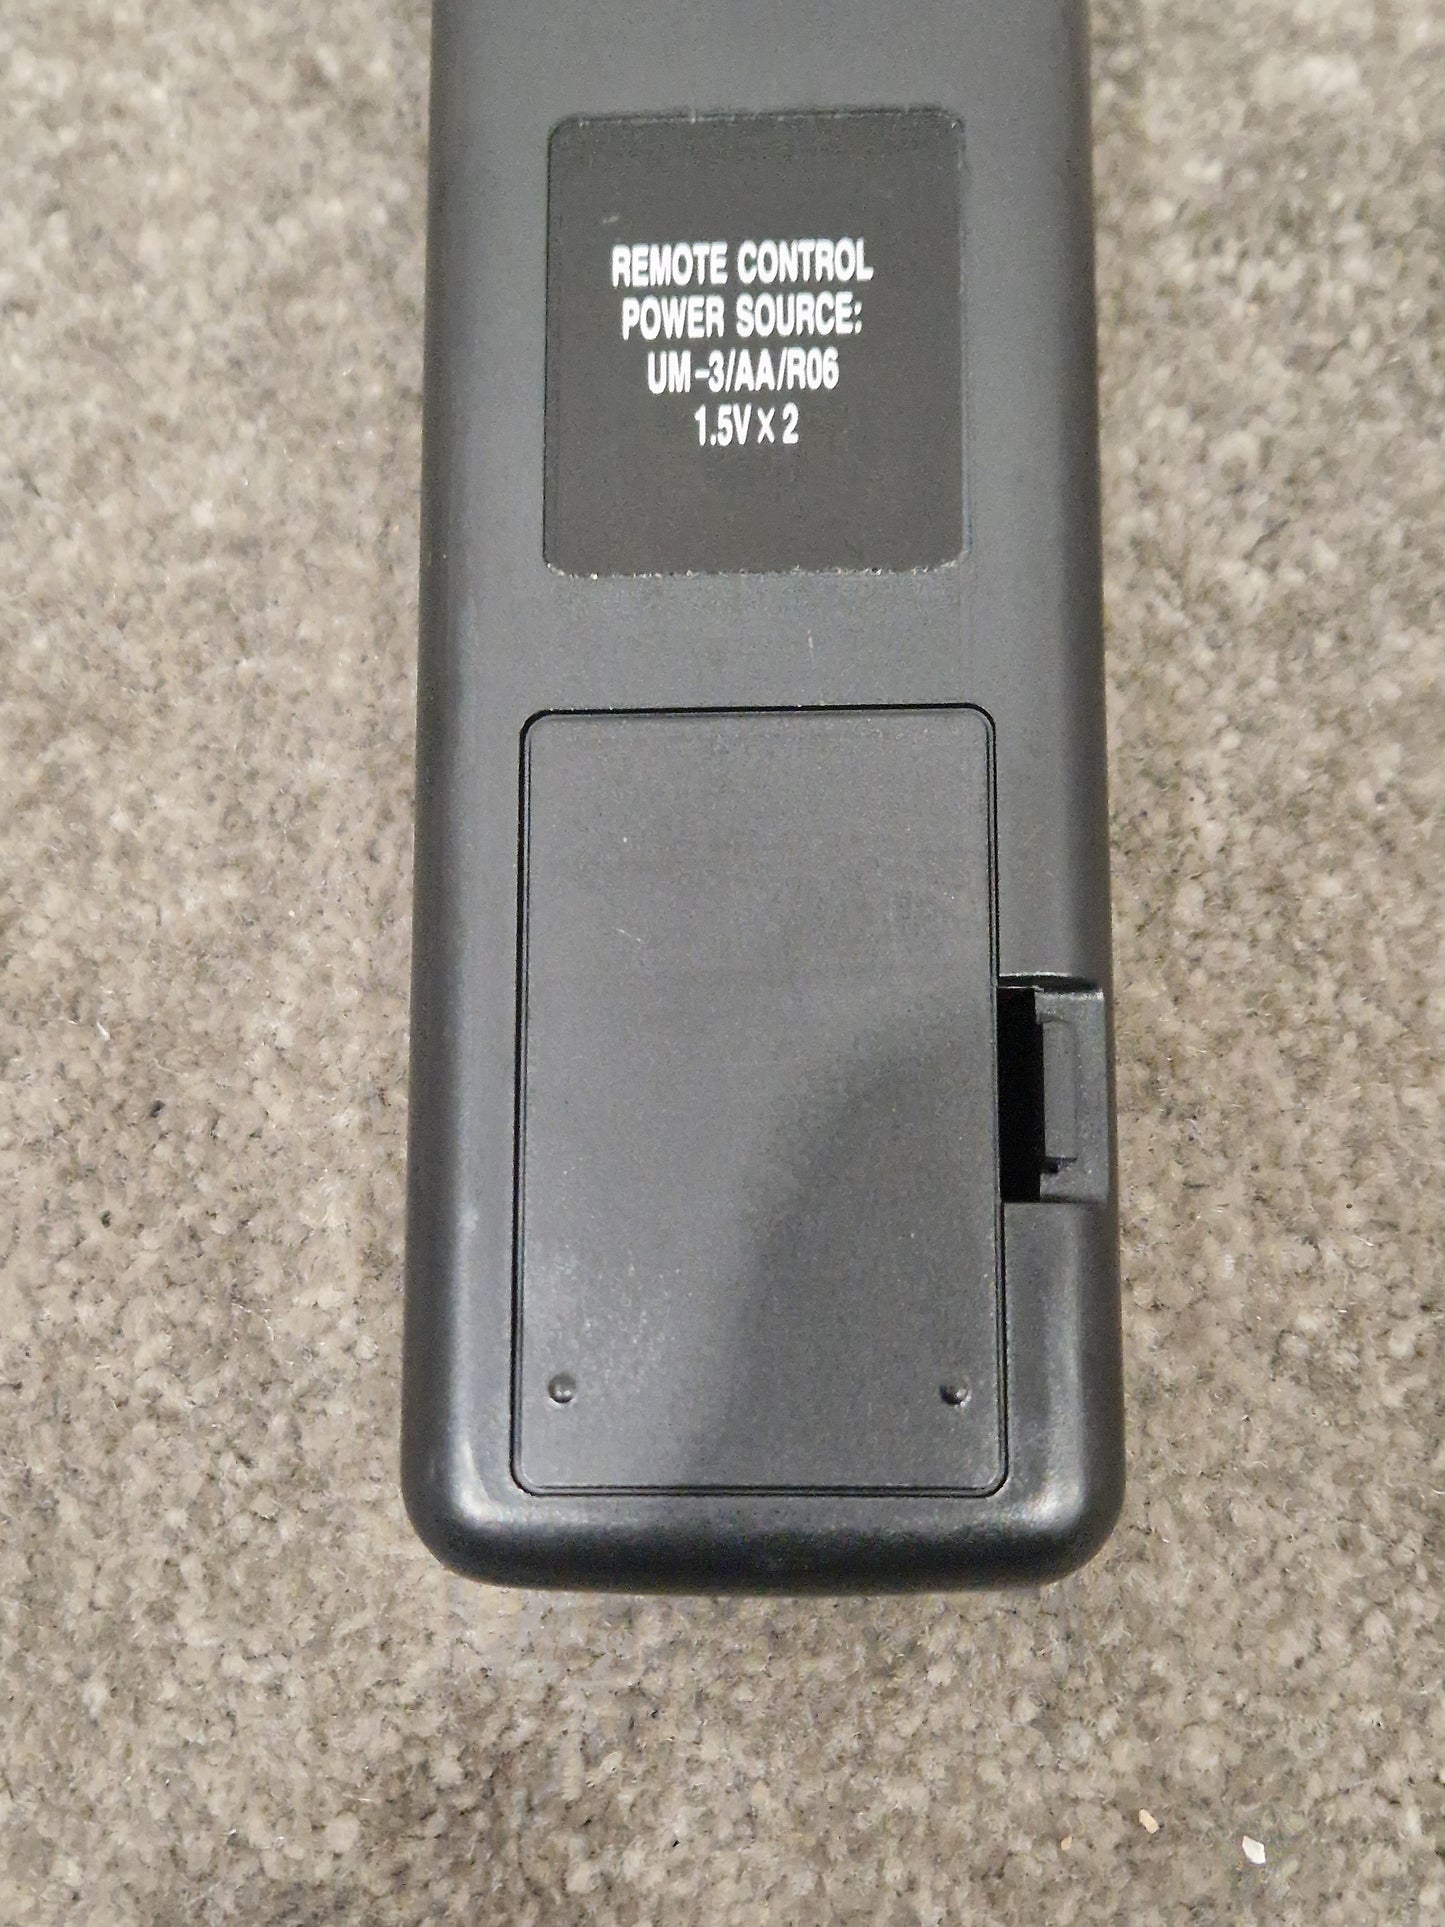 REMOTE CONTROL
POWER SOURCE:
UM-3/AA/R06
1.5V X 2